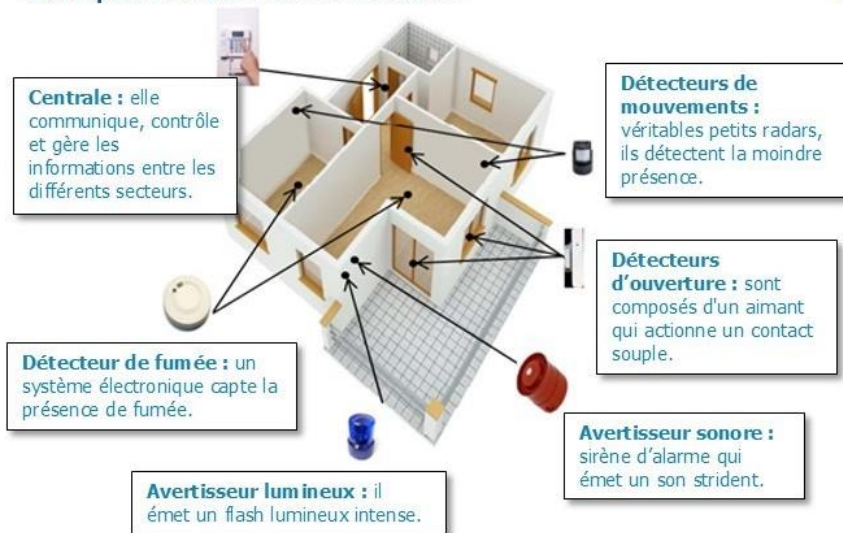 Centrale : elle
communique, contrôle
et gère les
informations entre les
différents secteurs.
Détecteurs de
mouvements :
véritables petits radars,
ils détectent la moindre
présence.
Détecteurs
d'ouverture : sont
composés d'un aimant
qui actionne un contact
souple.
Détecteur de fumée : un
système électronique capte la
présence de fumée.
Avertisseur sonore :
sirène d'alarme qui
émet un son strident.
Avertisseur lumineux : il
émet un flash lumineux intense.